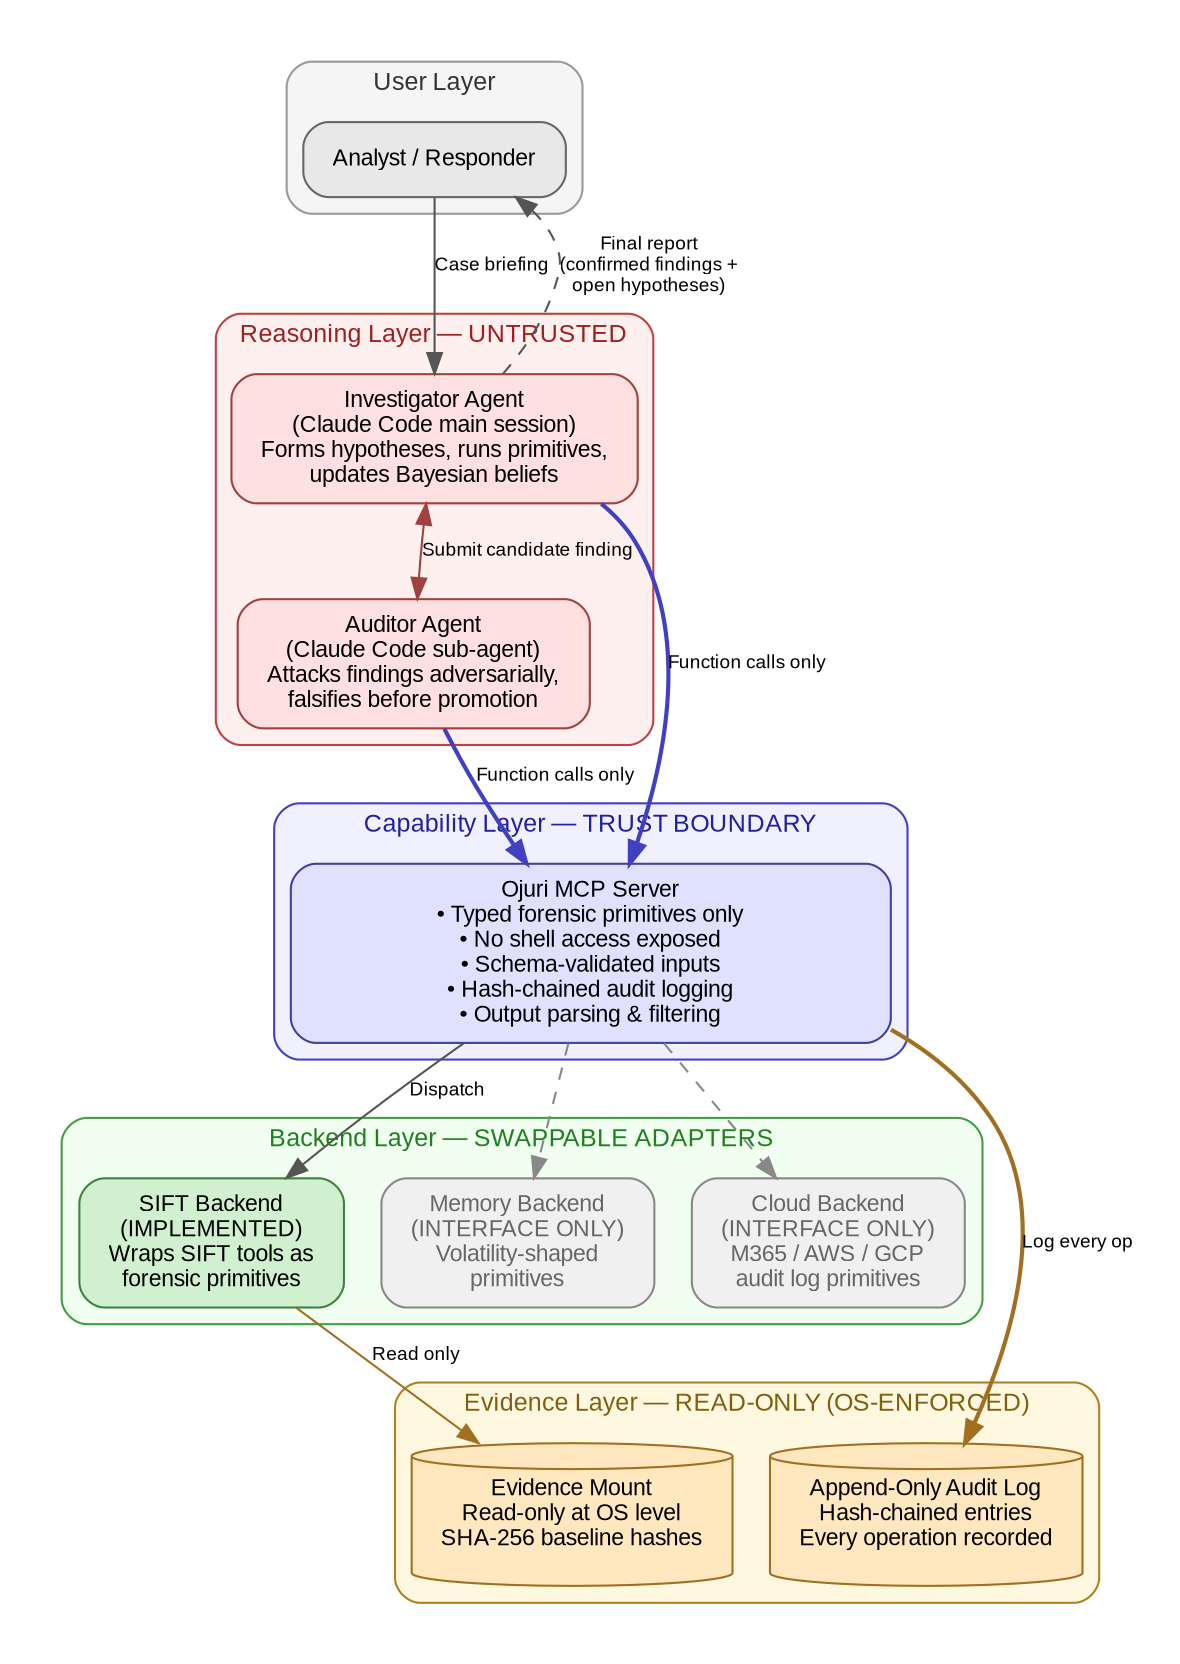 User Layer
Analyst / Responder
Case briefing
Final report
(confirmed findings +
open hypotheses)
Reasoning Layer — UNTRUSTED
Investigator Agent
(Claude Code main session)
Forms hypotheses, runs primitives,
updates Bayesian beliefs
Submit candidate finding
Auditor Agent
(Claude Code sub-agent)
Attacks findings adversarially,
falsifies before promotion
Function calls only
Function calls only
Capability Layer — TRUST BOUNDARY
Ojuri MCP Server
• Typed forensic primitives only
• No shell access exposed
• Schema-validated inputs
• Hash-chained audit logging
• Output parsing & filtering
Dispatch
Backend Layer — SWAPPABLE ADAPTERS
SIFT Backend
(IMPLEMENTED)
Wraps SIFT tools as
forensic primitives
Memory Backend
(INTERFACE ONLY)
Volatility-shaped
primitives
Cloud Backend
(INTERFACE ONLY)
M365 / AWS / GCP
audit log primitives
Log every op
Read only
Evidence Layer — READ-ONLY (OS-ENFORCED)
Evidence Mount
Read-only at OS level
SHA-256 baseline hashes
Append-Only Audit Log
Hash-chained entries
Every operation recorded